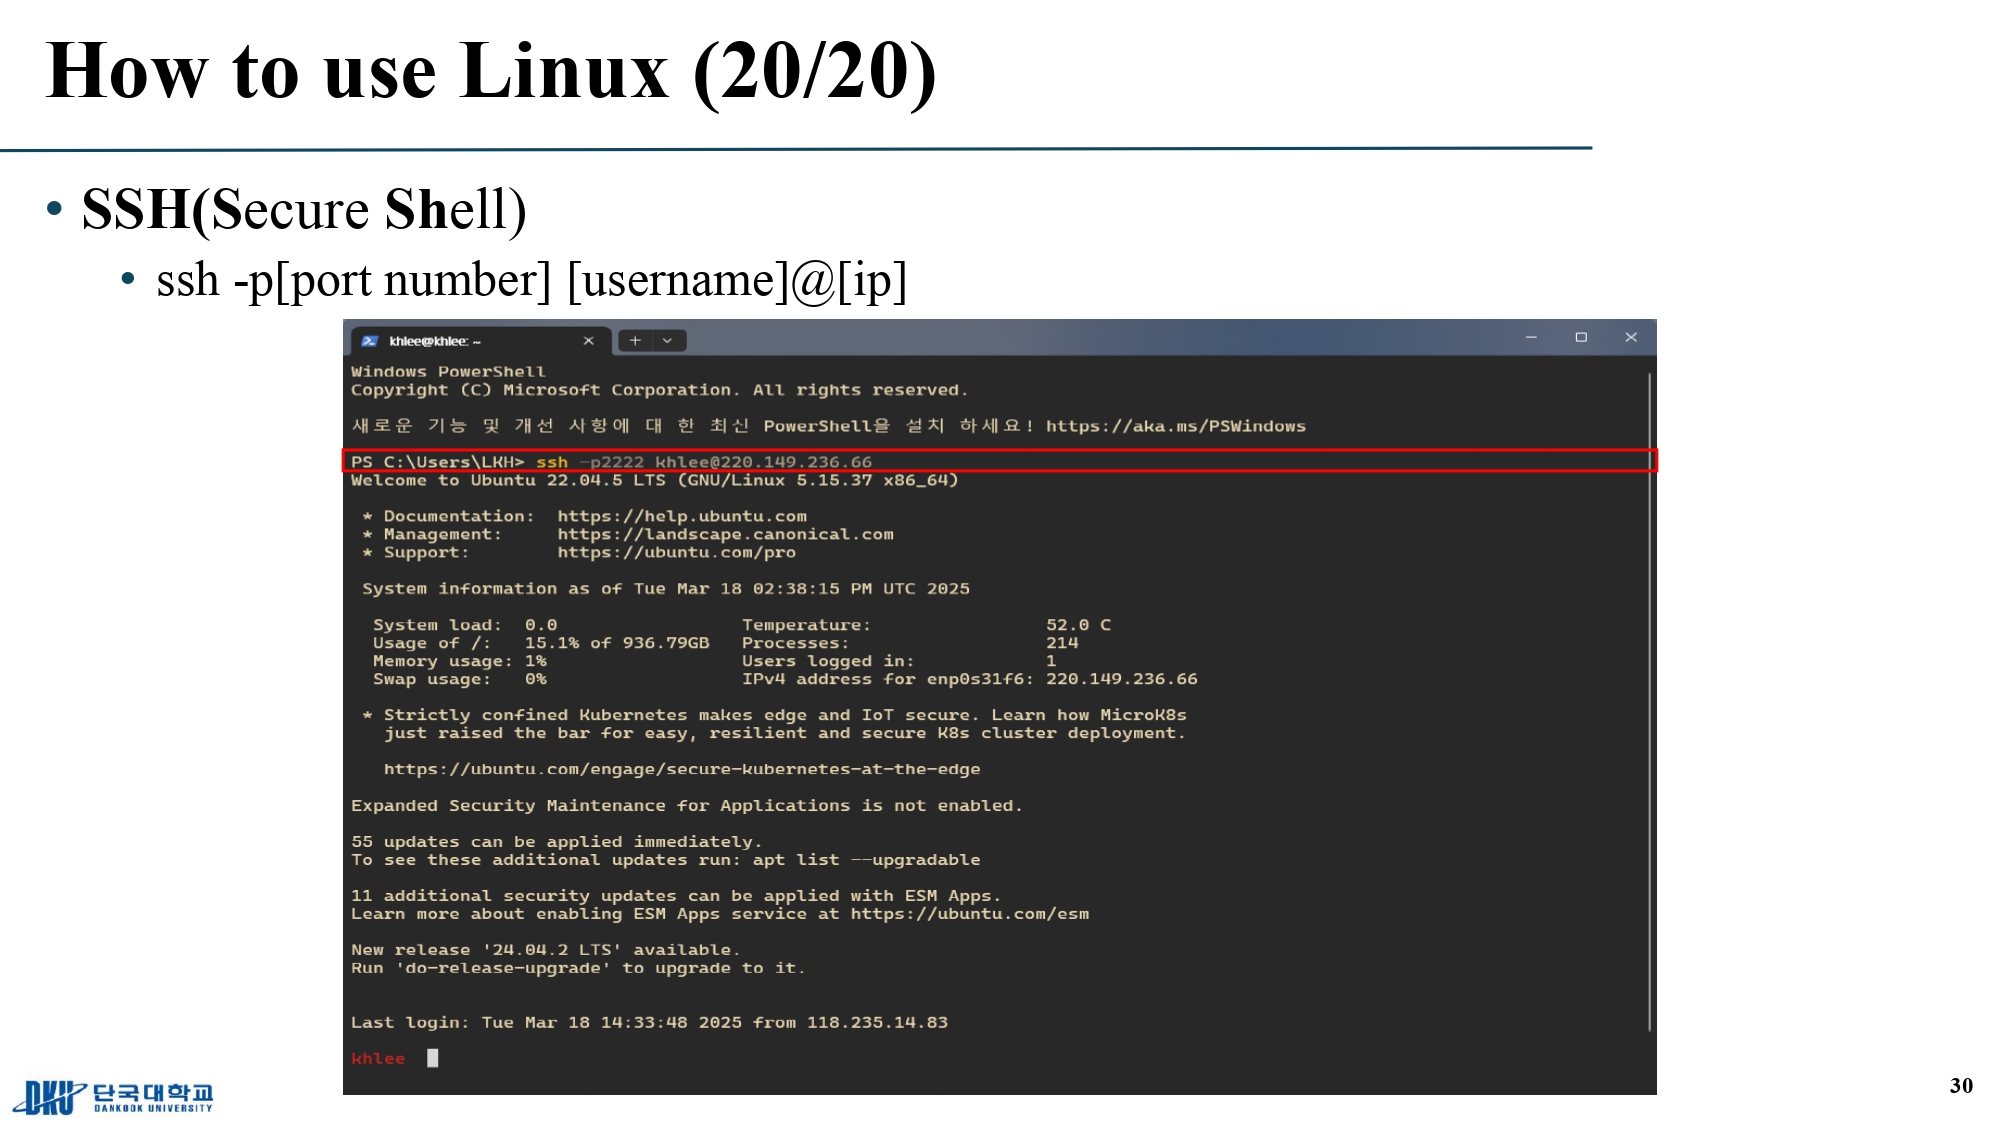 How to use Linux (20/20)
• SSH(Secure Shell)
• ssh -p[port number] [username]@[ip]
khlee@khlee: ~
Windows PowerShell
Copyright (C) Microsoft Corporation. All rights reserved.
새로운 기능 및 개선 사항에 대 한 최신 PowerShell을 설치 하세요! https://aka.ms/PSWindows
PS C:\Users\LKH> ssh -p2222 khlee@220.149.236.66
Welcome to Ubuntu 22.04.5 LTS (GNU/Linux 5.15.37 x86_64)
* Documentation: https://help.ubuntu.com
* Management: https://landscape.canonical.com
* Support: https://ubuntu.com/pro
System information as of Tue Mar 18 02:38:15 PM UTC 2025
System load: 0.0 Temperature: 52.0 C
Usage of /: 15.1% of 936.79GB Processes: 214
Memory usage: 1% Users logged in: 1
Swap usage: 0% IPv4 address for enp0s31f6: 220.149.236.66
* Strictly confined Kubernetes makes edge and IoT secure. Learn how MicroK8s
just raised the bar for easy, resilient and secure K8s cluster deployment.
https://ubuntu.com/engage/secure-kubernetes-at-the-edge
Expanded Security Maintenance for Applications is not enabled.
55 updates can be applied immediately.
To see these additional updates run: apt list --upgradable
11 additional security updates can be applied with ESM Apps.
Learn more about enabling ESM Apps service at https://ubuntu.com/esm
New release '24.04.2 LTS' available.
Run 'do-release-upgrade' to upgrade to it.
Last login: Tue Mar 18 14:33:48 2025 from 118.235.14.83
khlee
DKU 단국대학교
DANKOOK UNIVERSITY
30